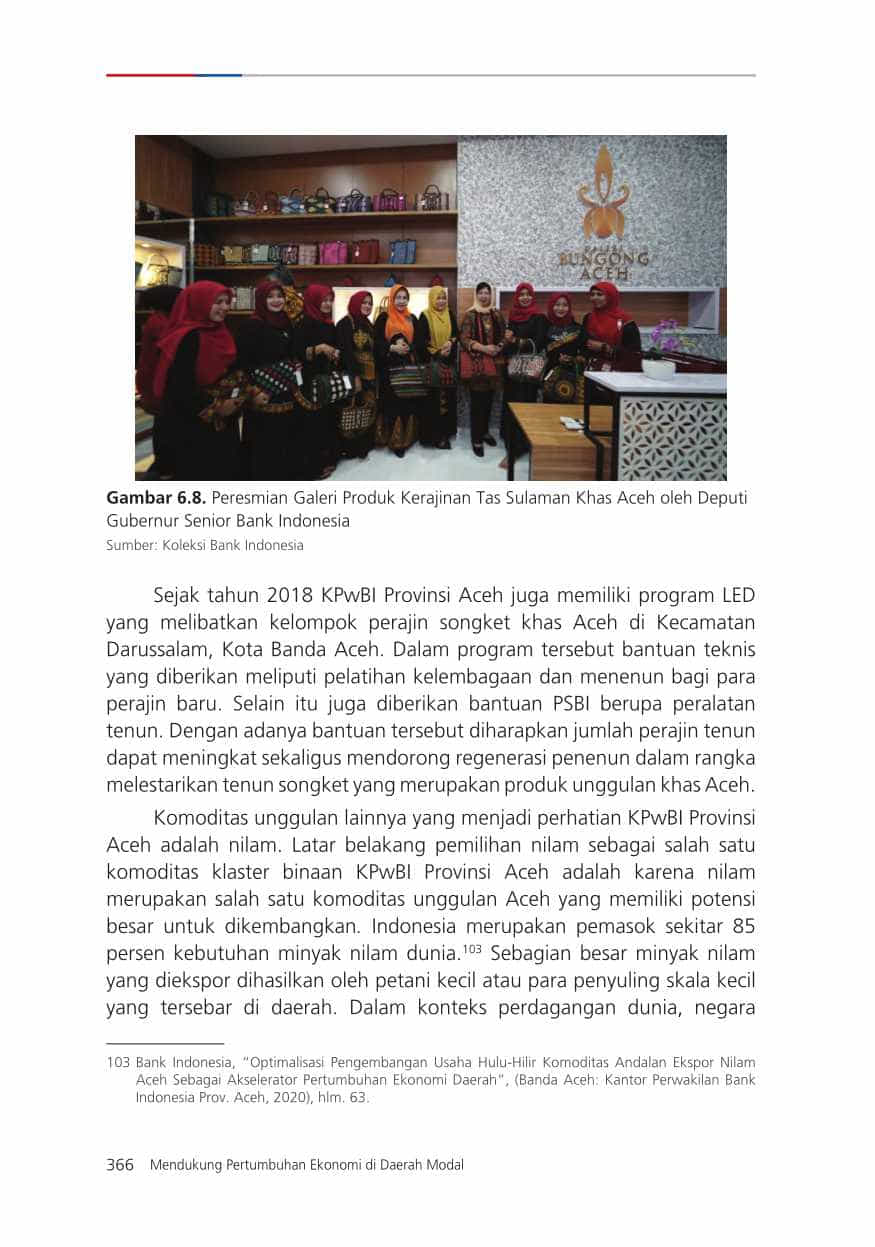 GALERI
BUNGONG
ACEH
Gambar 6.8. Peresmian Galeri Produk Kerajinan Tas Sulaman Khas Aceh oleh Deputi
Gubernur Senior Bank Indonesia
Sumber: Koleksi Bank Indonesia
Sejak tahun 2018 KPwBI Provinsi Aceh juga memiliki program LED
yang melibatkan kelompok perajin songket khas Aceh di Kecamatan
Darussalam, Kota Banda Aceh. Dalam program tersebut bantuan teknis
yang diberikan meliputi pelatihan kelembagaan dan menenun bagi para
perajin baru. Selain itu juga diberikan bantuan PSBI berupa peralatan
tenun. Dengan adanya bantuan tersebut diharapkan jumlah perajin tenun
dapat meningkat sekaligus mendorong regenerasi penenun dalam rangka
melestarikan tenun songket yang merupakan produk unggulan khas Aceh.
Komoditas unggulan lainnya yang menjadi perhatian KPwBI Provinsi
Aceh adalah nilam. Latar belakang pemilihan nilam sebagai salah satu
komoditas klaster binaan KPwBI Provinsi Aceh adalah karena nilam
merupakan salah satu komoditas unggulan Aceh yang memiliki potensi
besar untuk dikembangkan. Indonesia merupakan pemasok sekitar 85
persen kebutuhan minyak nilam dunia.103 Sebagian besar minyak nilam
yang diekspor dihasilkan oleh petani kecil atau para penyuling skala kecil
yang tersebar di daerah. Dalam konteks perdagangan dunia, negara
103 Bank Indonesia, “Optimalisasi Pengembangan Usaha Hulu-Hilir Komoditas Andalan Ekspor Nilam
Aceh Sebagai Akselerator Pertumbuhan Ekonomi Daerah”, (Banda Aceh: Kantor Perwakilan Bank
Indonesia Prov. Aceh, 2020), hlm. 63.
366 Mendukung Pertumbuhan Ekonomi di Daerah Modal